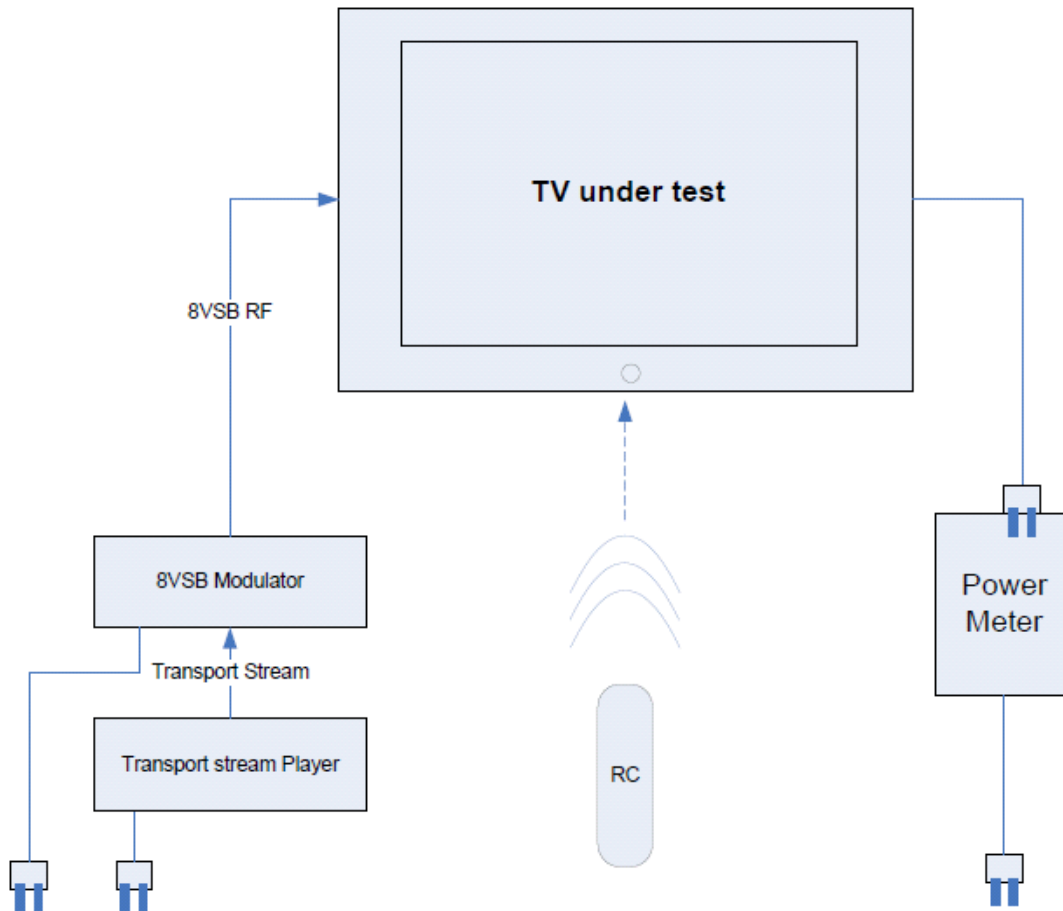 TV under test
8VSB RF
8VSB Modulator
Transport Stream
Transport stream Player
RC
Power
Meter